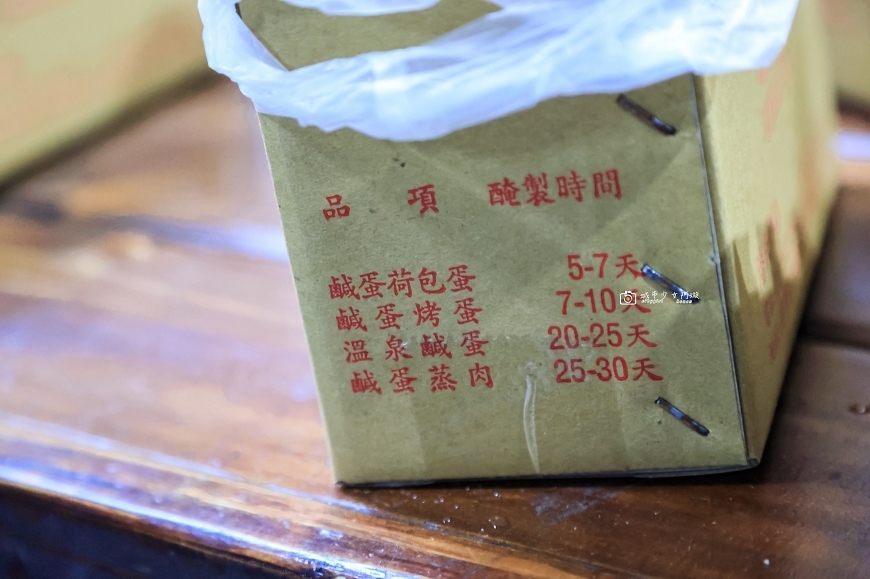 品 項 醃製時間
鹹蛋荷包蛋 5-7天
鹹蛋烤蛋 7-10天
溫泉鹹蛋 20-25天
鹹蛋蒸肉 25-30天